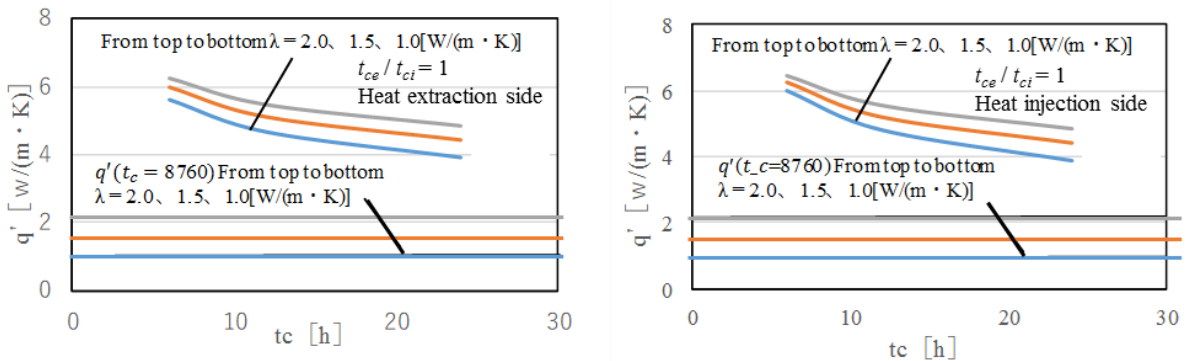 8
From top to bottom λ = 2.0、 1.5、 1.0[W/(m・K)]
t_ce / t_ci = 1
Heat extraction side
6
4
q'(t_c = 8760) From top to bottom
λ = 2.0、 1.5、 1.0[W/(m・K)]
2
0
q' [ W/(m・K) ]
0
10
20
30
tc [h]
8
From top to bottom λ = 2.0、 1.5、 1.0[W/(m・K)]
t_ce / t_ci = 1
Heat injection side
6
4
q'(t_c=8760) From top to bottom
λ = 2.0、 1.5、 1.0[W/(m・K)]
2
0
q' [ W/(m・K) ]
0
10
20
30
tc [h]